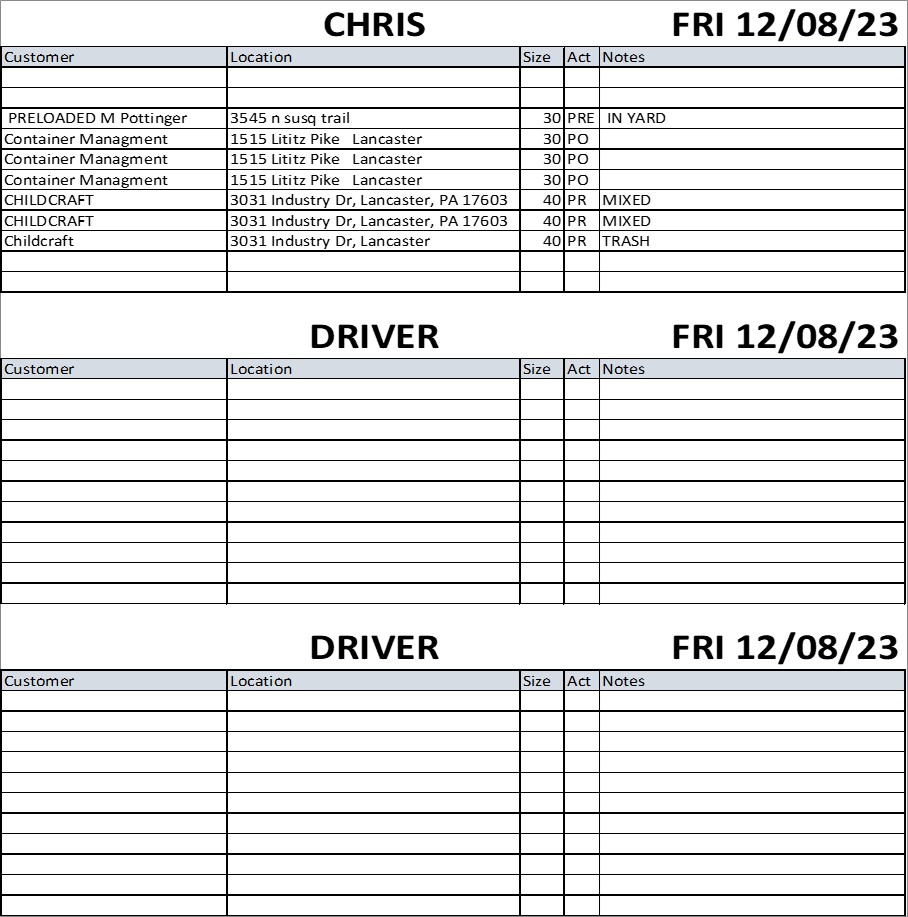 CHRIS FRI 12/08/23
Customer Location Size Act Notes
PRELOADED M Pottinger 3545 n susq trail 30 PRE IN YARD
Container Managment 1515 Lititz Pike Lancaster 30 PO
Container Managment 1515 Lititz Pike Lancaster 30 PO
Container Managment 1515 Lititz Pike Lancaster 30 PO
CHILDCRAFT 3031 Industry Dr, Lancaster, PA 17603 40 PR MIXED
CHILDCRAFT 3031 Industry Dr, Lancaster, PA 17603 40 PR MIXED
Childcraft 3031 Industry Dr, Lancaster 40 PR TRASH
DRIVER FRI 12/08/23
Customer Location Size Act Notes
DRIVER FRI 12/08/23
Customer Location Size Act Notes